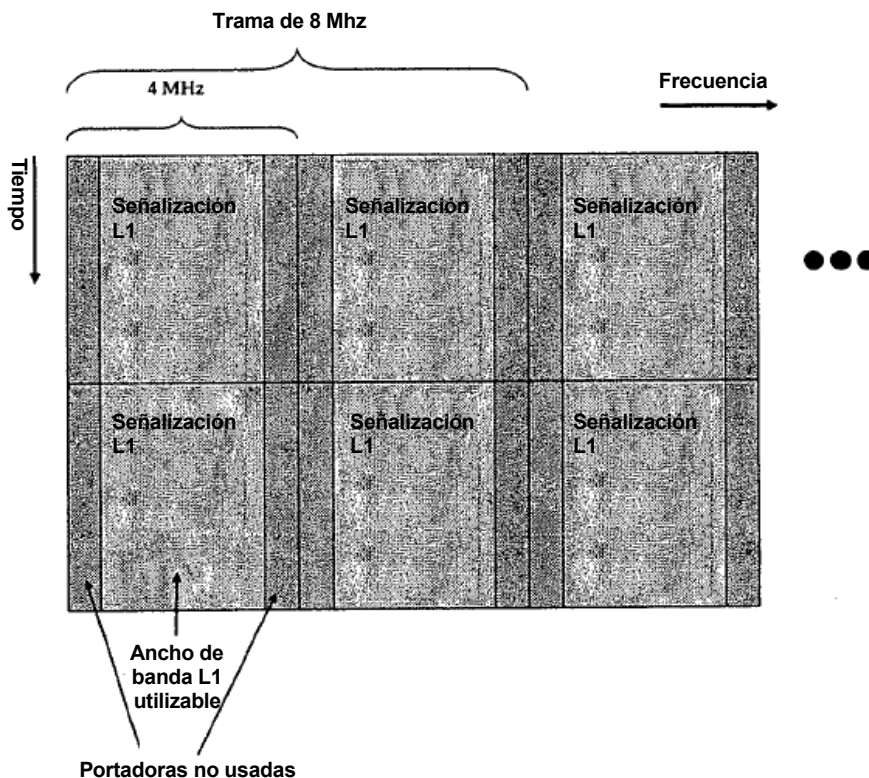 Trama de 8 Mhz
4 MHz
Frecuencia
Tiempo
Señalización
L1
Señalización
L1
Señalización
L1
Señalización
L1
Señalización
L1
Señalización
L1
Ancho de
banda L1
utilizable
Portadoras no usadas